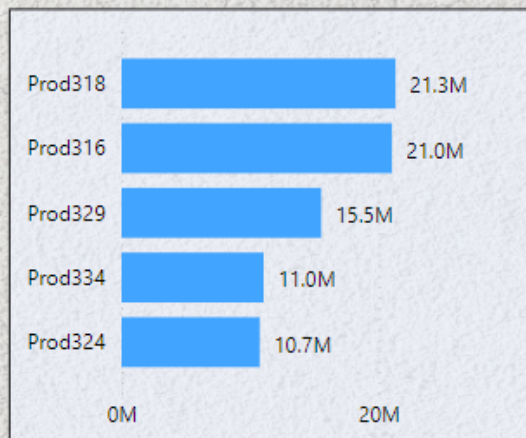 Prod318 21.3M
Prod316 21.0M
Prod329 15.5M
Prod334 11.0M
Prod324 10.7M
0M 20M